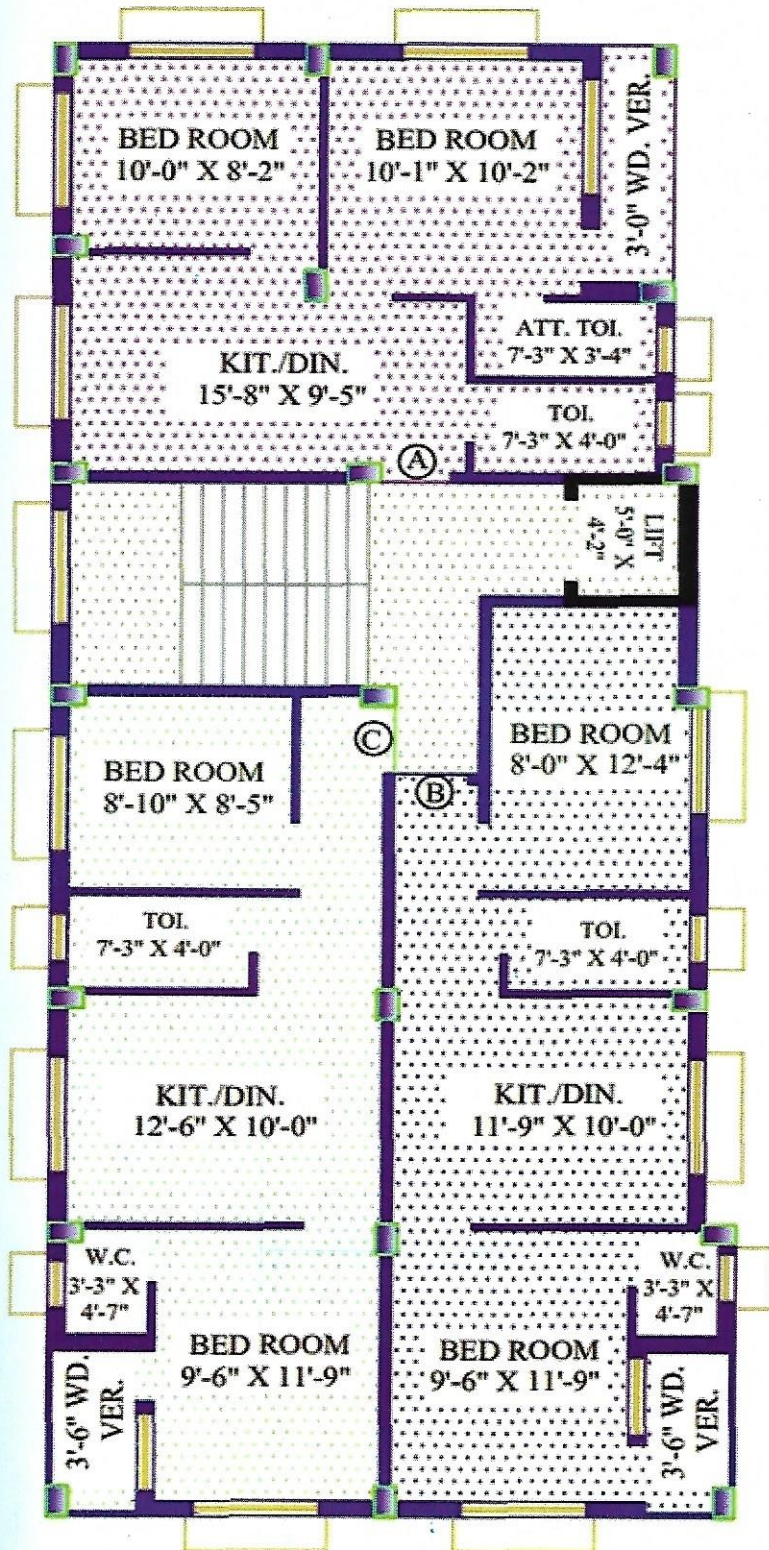 BED ROOM
10'-0" X 8'-2"
BED ROOM
10'-1" X 10'-2"
3'-0" WD. VER.
ATT. TOI.
7'-3" X 3'-4"
KIT./DIN.
15'-8" X 9'-5"
TOI.
7'-3" X 4'-0"
A
LIFT
5'-0" X
4'-2"
C
B
BED ROOM
8'-0" X 12'-4"
BED ROOM
8'-10" X 8'-5"
TOI.
7'-3" X 4'-0"
TOI.
7'-3" X 4'-0"
KIT./DIN.
12'-6" X 10'-0"
KIT./DIN.
11'-9" X 10'-0"
W.C.
3'-3" X
4'-7"
W.C.
3'-3" X
4'-7"
BED ROOM
9'-6" X 11'-9"
BED ROOM
9'-6" X 11'-9"
3'-6" WD.
VER.
3'-6" WD.
VER.